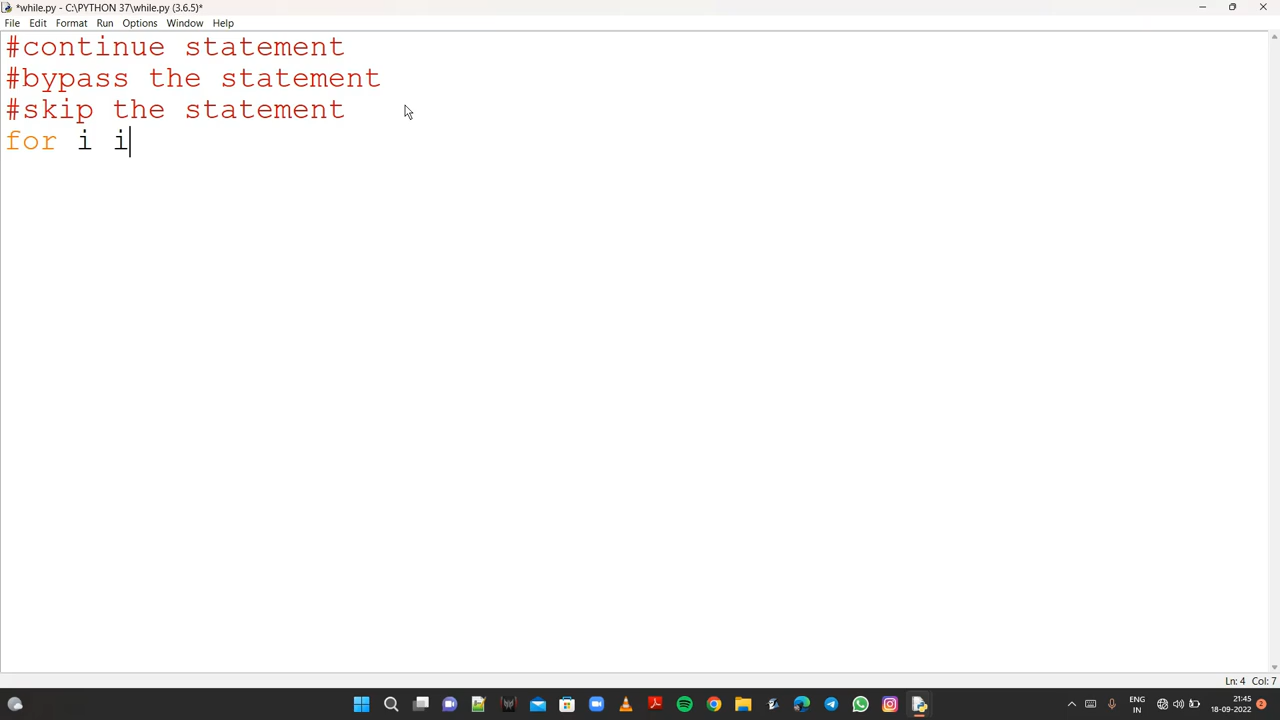 *while.py - C:\PYTHON 37\while.py (3.6.5)*
File Edit Format Run Options Window Help
#continue statement
#bypass the statement
#skip the statement
for i i
Ln: 4 Col: 7
ENG
IN
21:45
18-09-2022
2